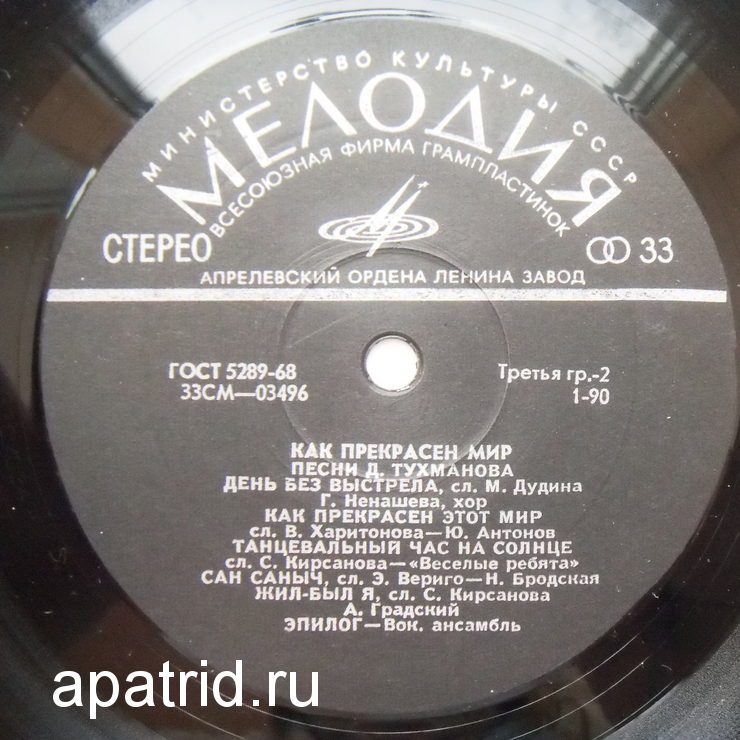 МИНИСТЕРСТВО КУЛЬТУРЫ СССР
МЕЛОДИЯ
ВСЕСОЮЗНАЯ ФИРМА ГРАМПЛАСТИНОК
СТЕРЕО
33
АПРЕЛЕВСКИЙ ОРДЕНА ЛЕНИНА ЗАВОД
ГОСТ 5289-68
33СМ—03496
Третья гр.-2
1-90
КАК ПРЕКРАСЕН МИР
ПЕСНИ Д. ТУХМАНОВА
ДЕНЬ БЕЗ ВЫСТРЕЛА, сл. М. Дудина
Г. Ненашева, хор
КАК ПРЕКРАСЕН ЭТОТ МИР
сл. В. Харитонова—Ю. Антонов
ТАНЦЕВАЛЬНЫЙ ЧАС НА СОЛНЦЕ
сл. С. Кирсанова—«Веселые ребята»
САН САНЫЧ, сл. Э. Вериго—Н. Бродская
ЖИЛ-БЫЛ Я, сл. С. Кирсанова
А. Градский
ЭПИЛОГ—Вок. ансамбль
apatrid.ru